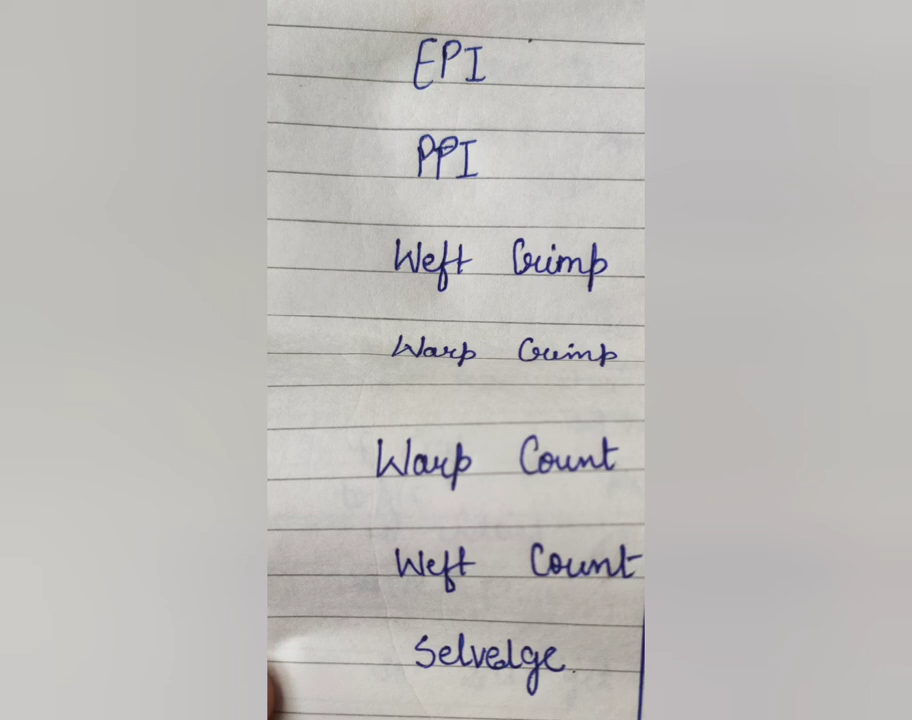 EPI
PPI
Weft Crimp
Warp Crimp
Warp Count
Weft Count
Selvedge.